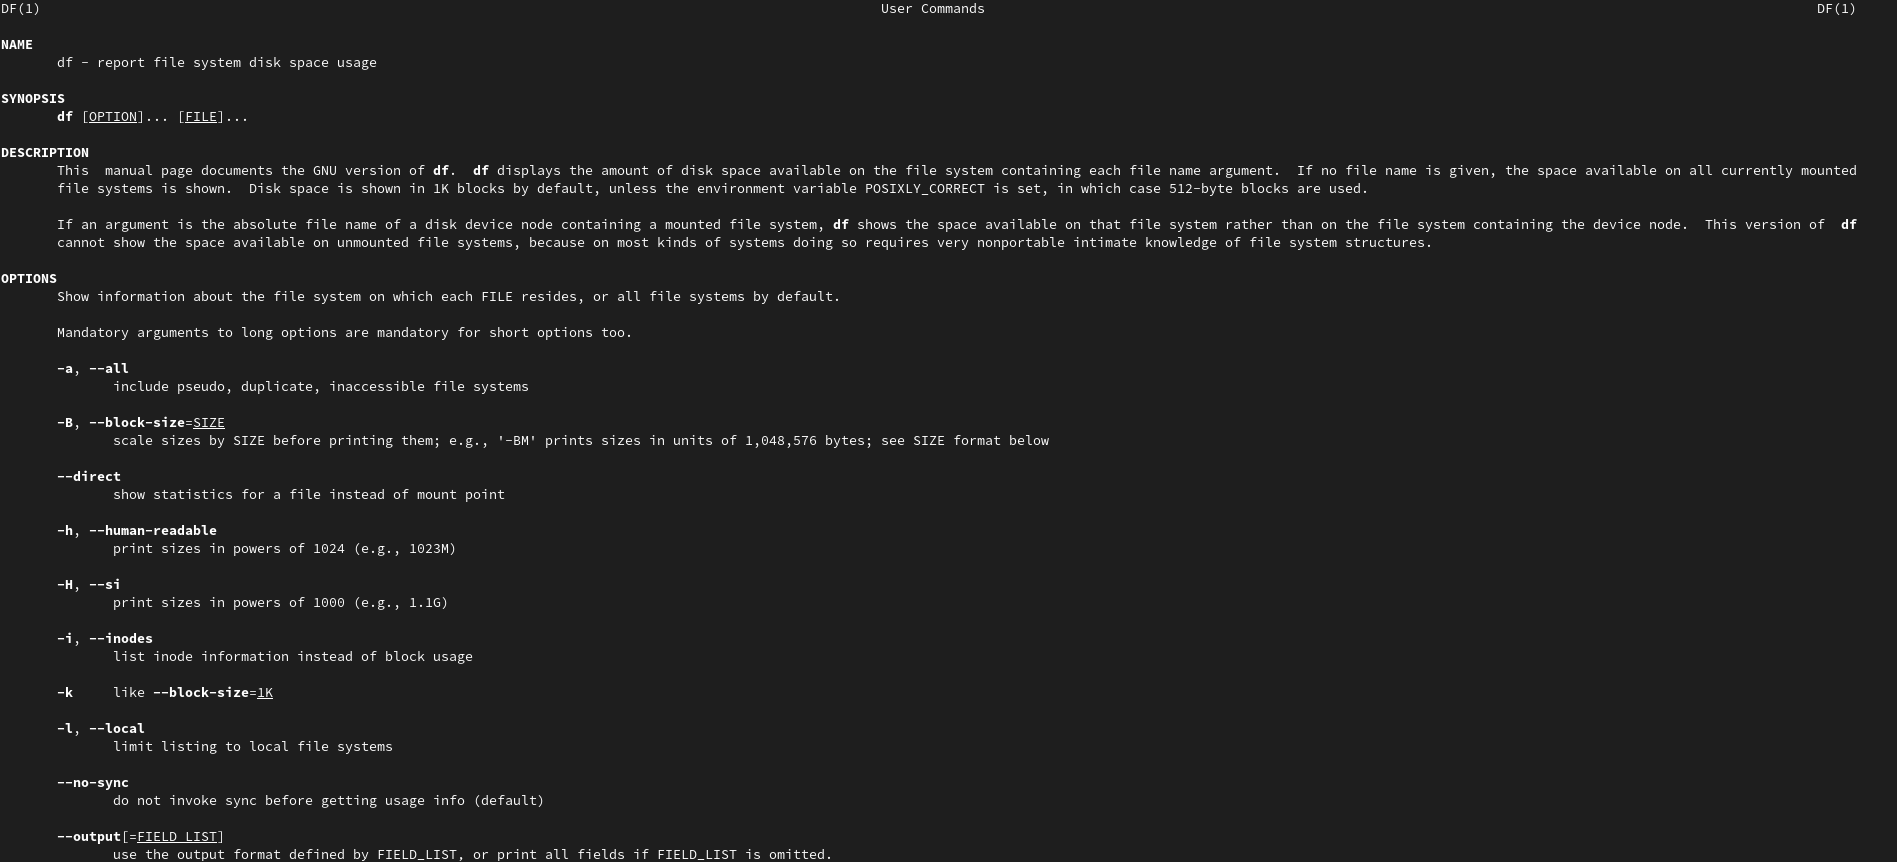 DF(1) User Commands DF(1)
NAME
df - report file system disk space usage
SYNOPSIS
df [OPTION]... [FILE]...
DESCRIPTION
This  manual page documents the GNU version of df.  df displays the amount of disk space available on the file system containing each file name argument.  If no file name is given, the space available on all currently mounted
file systems is shown.  Disk space is shown in 1K blocks by default, unless the environment variable POSIXLY_CORRECT is set, in which case 512-byte blocks are used.
If an argument is the absolute file name of a disk device node containing a mounted file system, df shows the space available on that file system rather than on the file system containing the device node.  This version of  df
cannot show the space available on unmounted file systems, because on most kinds of systems doing so requires very nonportable intimate knowledge of file system structures.
OPTIONS
Show information about the file system on which each FILE resides, or all file systems by default.
Mandatory arguments to long options are mandatory for short options too.
-a, --all
include pseudo, duplicate, inaccessible file systems
-B, --block-size=SIZE
scale sizes by SIZE before printing them; e.g., '-BM' prints sizes in units of 1,048,576 bytes; see SIZE format below
--direct
show statistics for a file instead of mount point
-h, --human-readable
print sizes in powers of 1024 (e.g., 1023M)
-H, --si
print sizes in powers of 1000 (e.g., 1.1G)
-i, --inodes
list inode information instead of block usage
-k     like --block-size=1K
-l, --local
limit listing to local file systems
--no-sync
do not invoke sync before getting usage info (default)
--output[=FIELD_LIST]
use the output format defined by FIELD_LIST, or print all fields if FIELD_LIST is omitted.